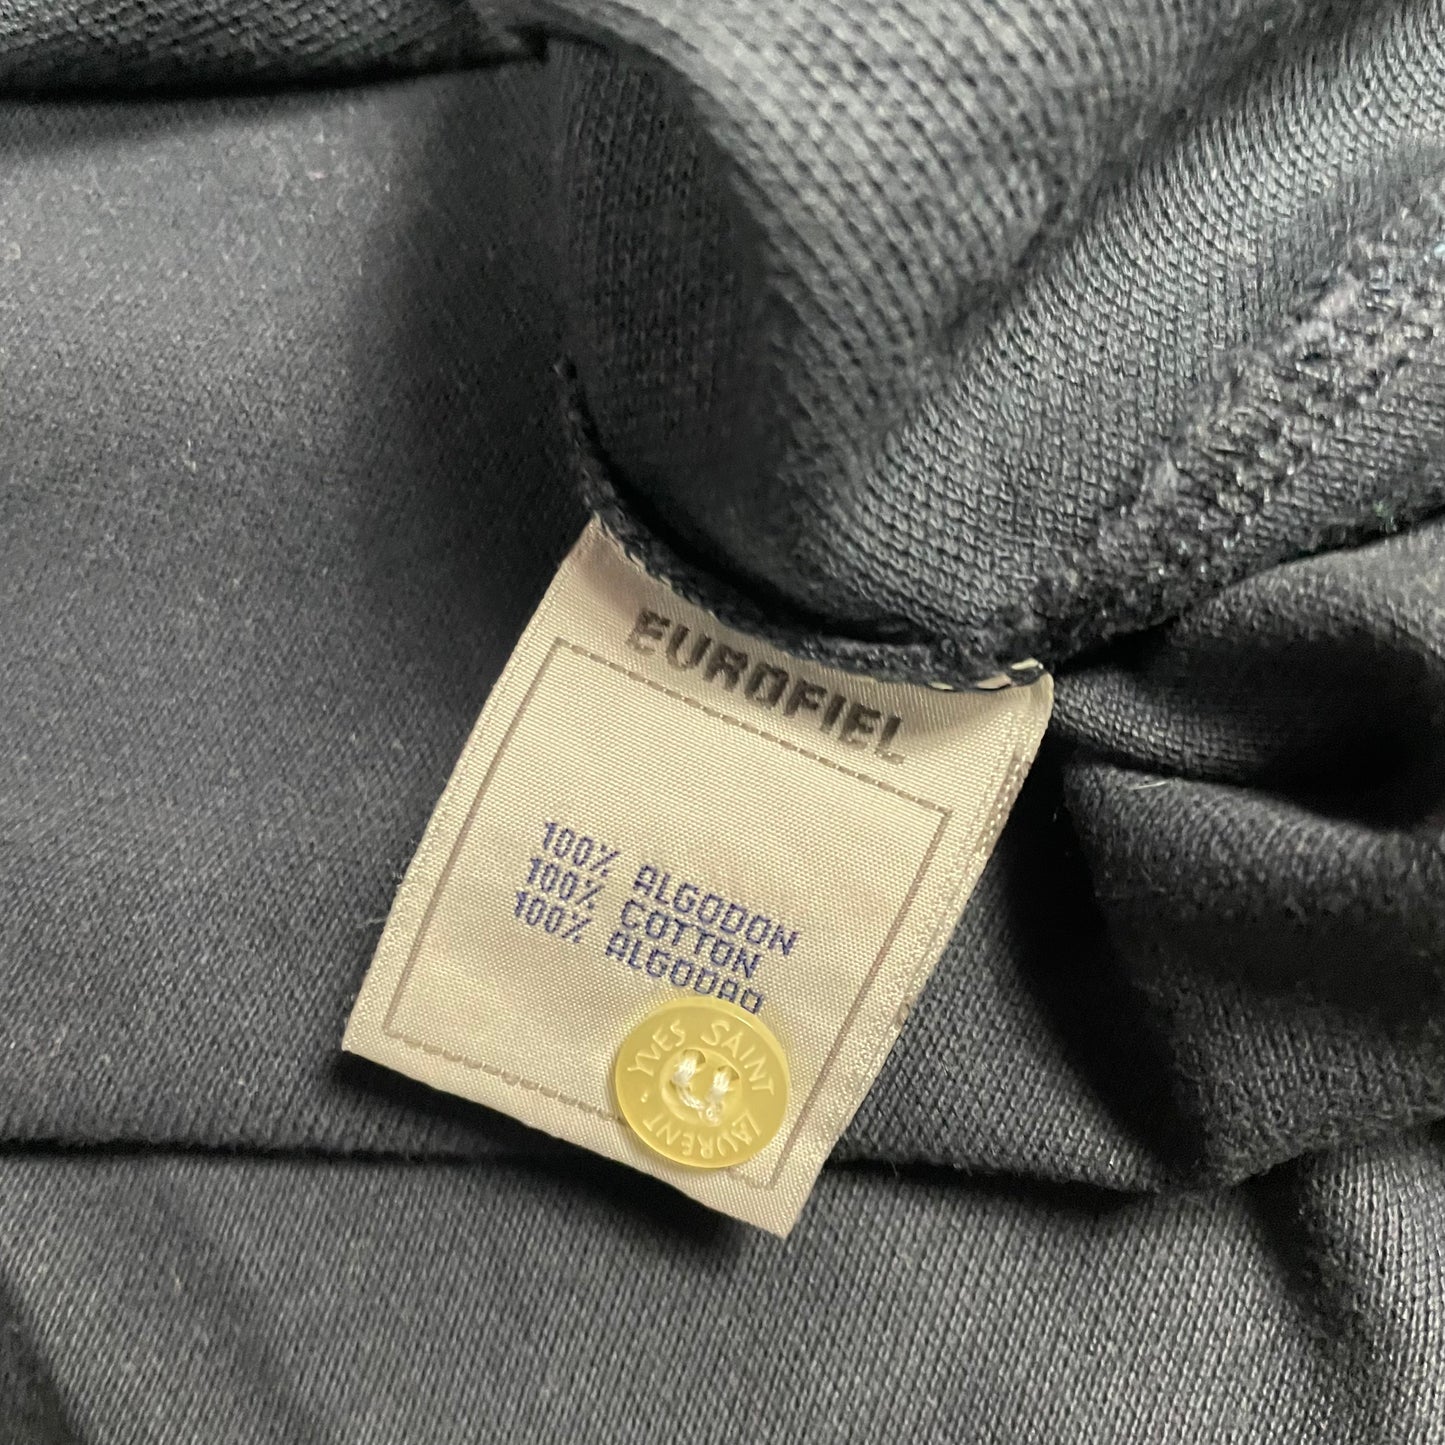 EUROFIEL
100% ALGODON
100% COTTON
100% ALGODAO
YVES SAINT LAURENT